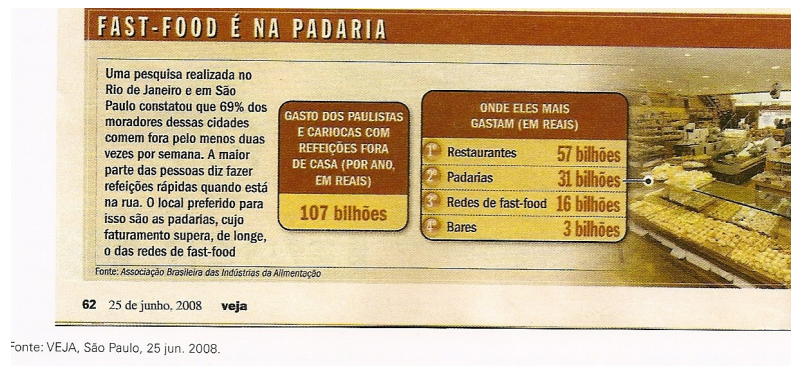 FAST-FOOD É NA PADARIA
Uma pesquisa realizada no
Rio de Janeiro e em São
Paulo constatou que 69% dos
moradores dessas cidades
comem fora pelo menos duas
vezes por semana. A maior
parte das pessoas diz fazer
refeições rápidas quando está
na rua. O local preferido para
isso são as padarias, cujo
faturamento supera, de longe,
o das redes de fast-food
GASTO DOS PAULISTAS
E CARIOCAS COM
REFEIÇÕES FORA
DE CASA (POR ANO,
EM REAIS)
107 bilhões
ONDE ELES MAIS
GASTAM (EM REAIS)
1º Restaurantes 57 bilhões
2º Padarias 31 bilhões
3º Redes de fast-food 16 bilhões
4º Bares 3 bilhões
Fonte: Associação Brasileira das Indústrias da Alimentação
62 25 de junho, 2008 veja
Fonte: VEJA, São Paulo, 25 jun. 2008.